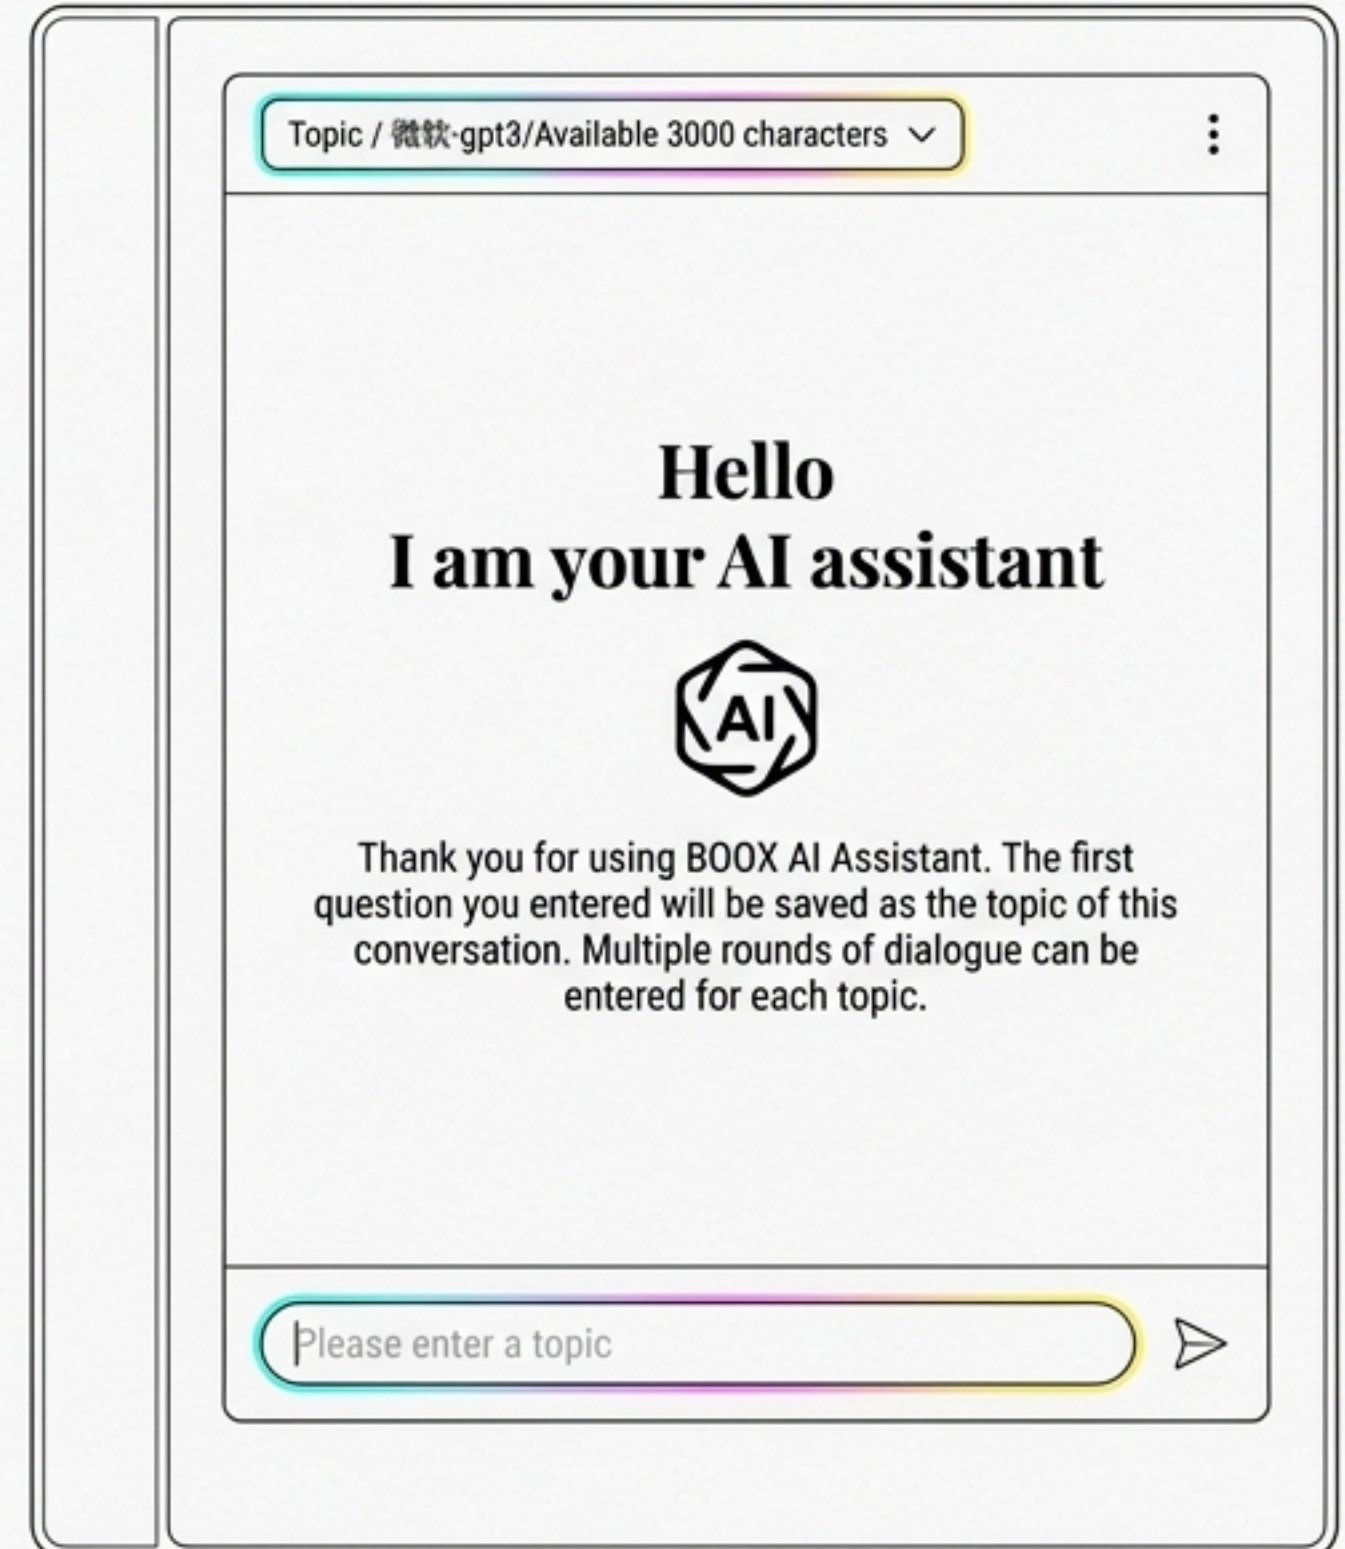 Topic / 微软-gpt3/Available 3000 characters
Hello
I am your AI assistant
AI
Thank you for using BOOX AI Assistant. The first
question you entered will be saved as the topic of this
conversation. Multiple rounds of dialogue can be
entered for each topic.
Please enter a topic